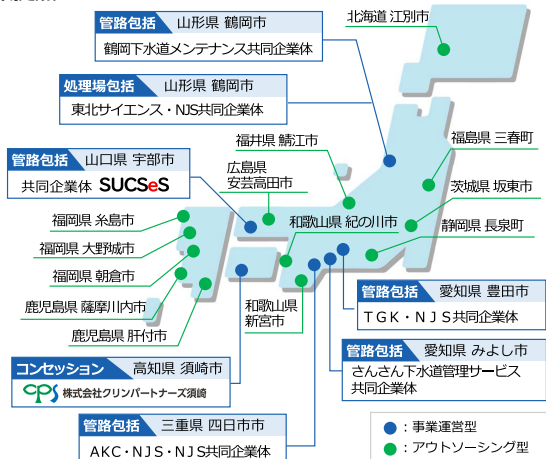 管路包括 山形県 鶴岡市
鶴岡下水道メンテナンス共同企業体
北海道 江別市
処理場包括 山形県 鶴岡市
東北サイエンス・NJS共同企業体
福井県 鯖江市
福島県 三春町
管路包括 山口県 宇部市
共同企業体 SUCSeS
広島県
安芸高田市
茨城県 坂東市
福岡県 糸島市
和歌山県 紀の川市
静岡県 長泉町
福岡県 大野城市
福岡県 朝倉市
鹿児島県 薩摩川内市
鹿児島県 肝付市
和歌山県
新宮市
管路包括 愛知県 豊田市
TGK・NJS共同企業体
管路包括 愛知県 みよし市
さんさん下水道管理サービス
共同企業体
コンセッション 高知県 須崎市
CPS 株式会社クリンパートナーズ須崎
管路包括 三重県 四日市市
AKC・NJS・NJS共同企業体
●：事業運営型
●：アウトソーシング型